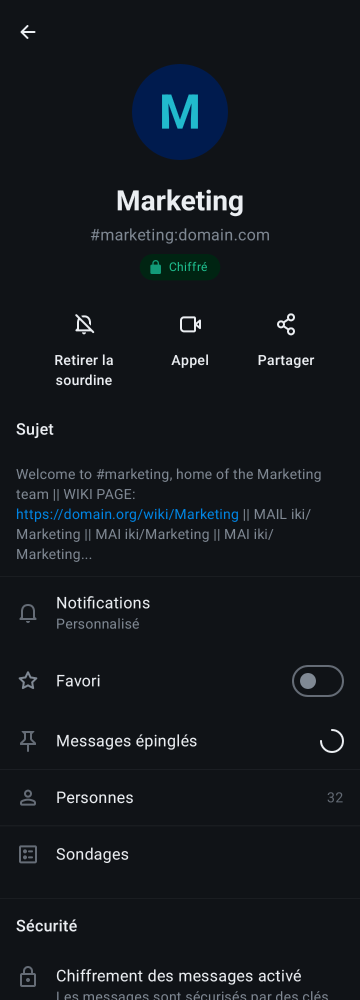 M
Marketing
#marketing:domain.com
Chiffré
Retirer la
sourdine
Appel
Partager
Sujet
Welcome to #marketing, home of the Marketing
team || WIKI PAGE:
https://domain.org/wiki/Marketing || MAIL iki/
Marketing || MAI iki/Marketing || MAI iki/
Marketing...
Notifications
Personnalisé
Favori
Messages épinglés
Personnes
32
Sondages
Sécurité
Chiffrement des messages activé
Les messages sont sécurisés par des clés